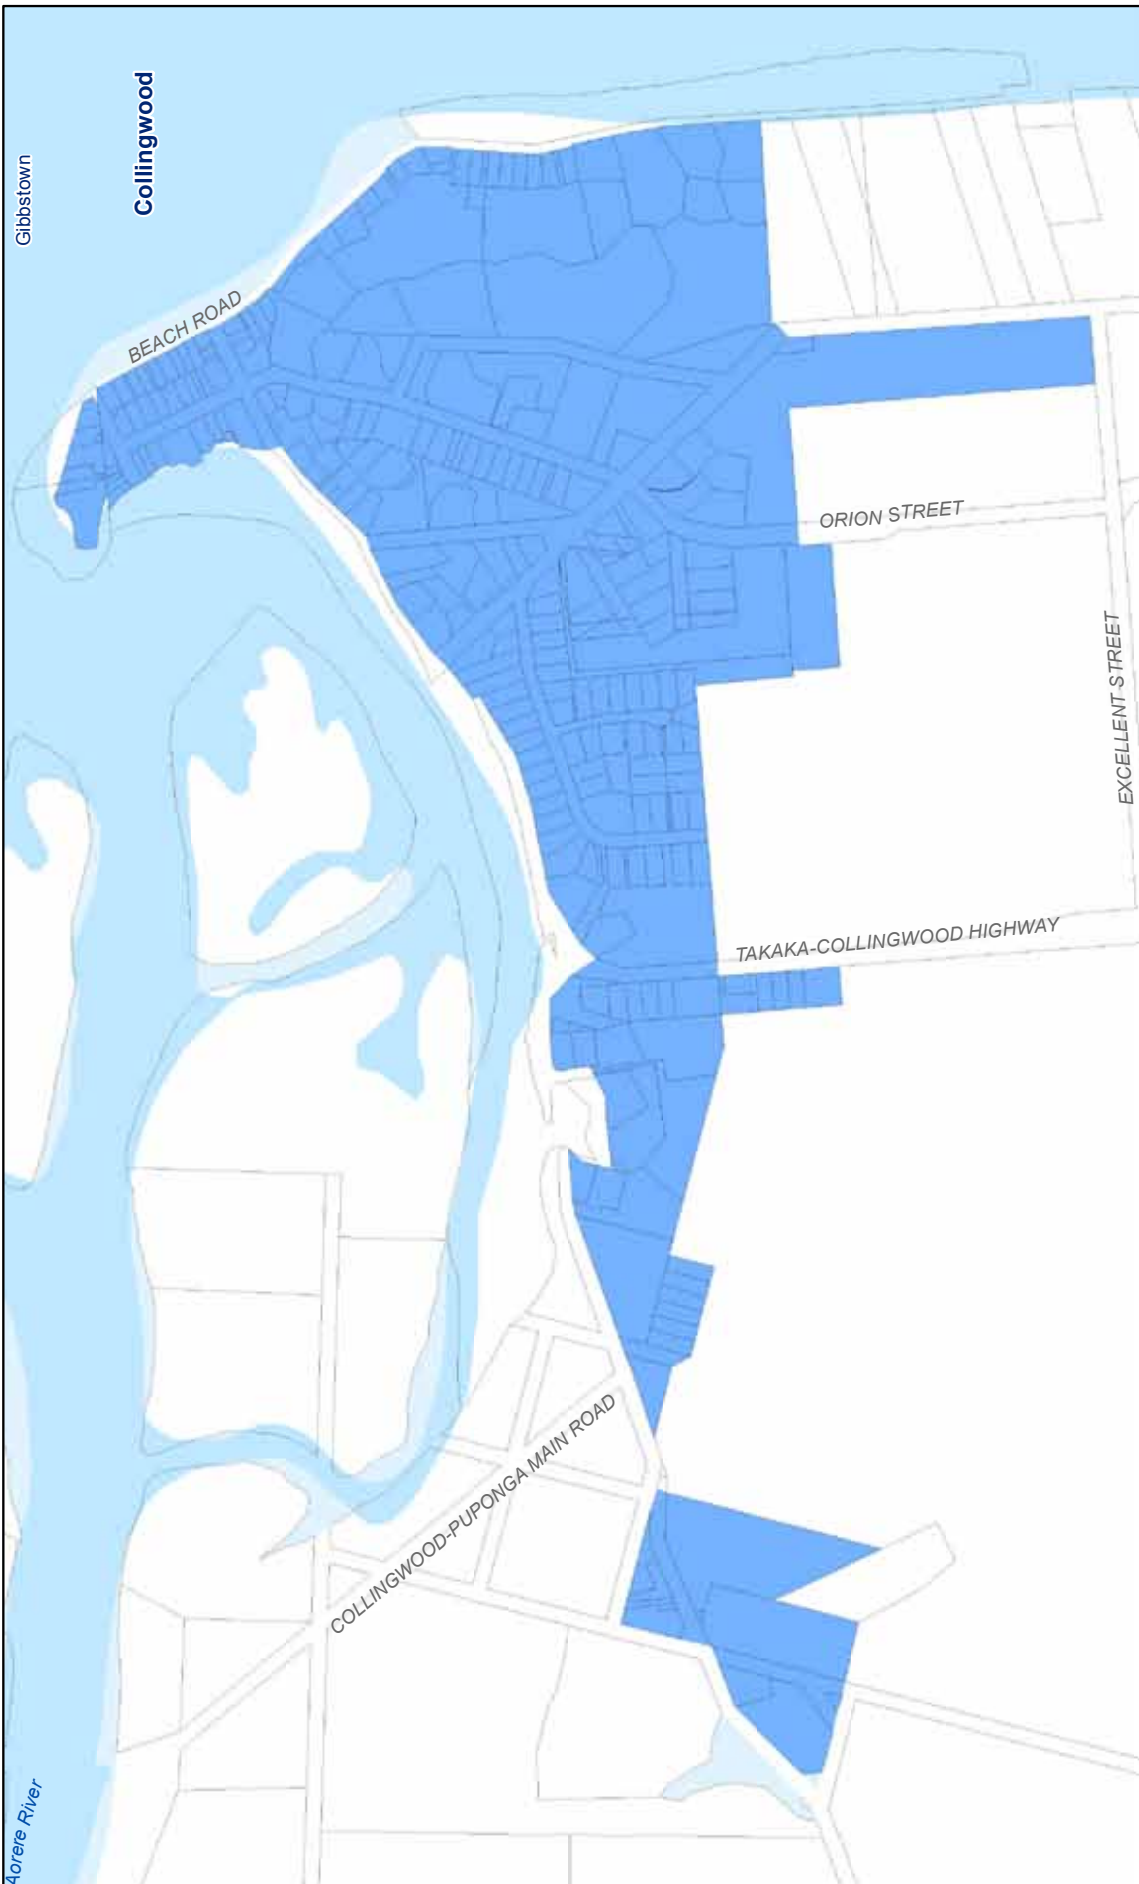 Gibbstown
Collingwood
BEACH ROAD
ORION STREET
EXCELLENT STREET
TAKAKA-COLLINGWOOD HIGHWAY
COLLINGWOOD-PUPONGA MAIN ROAD
Aorere River